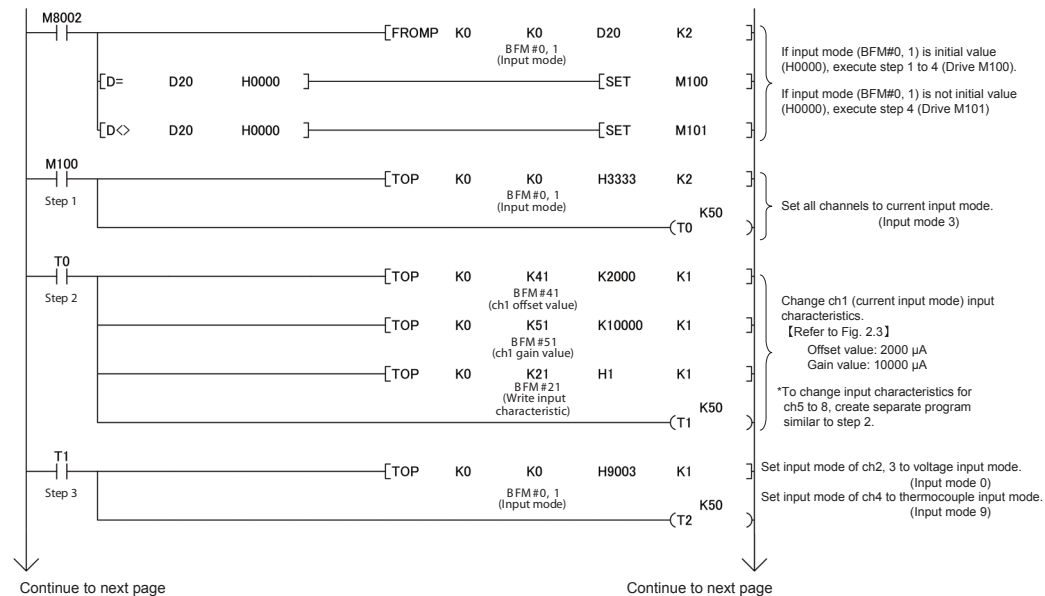 M8002
[FROMP K0 K0 D20 K2 ]
BFM#0, 1
(Input mode)
If input mode (BFM#0, 1) is initial value
(H0000), execute step 1 to 4 (Drive M100).
If input mode (BFM#0, 1) is not initial value
(H0000), execute step 4 (Drive M101)
[D= D20 H0000 ] [SET M100 ]
[D<> D20 H0000 ] [SET M101 ]
M100
Step 1
[TOP K0 K0 H3333 K2 ]
BFM#0, 1
(Input mode)
K50
(T0 )
Set all channels to current input mode.
(Input mode 3)
T0
Step 2
[TOP K0 K41 K2000 K1 ]
BFM#41
(ch1 offset value)
[TOP K0 K51 K10000 K1 ]
BFM#51
(ch1 gain value)
[TOP K0 K21 H1 K1 ]
BFM#21
(Write input
characteristic)
K50
(T1 )
Change ch1 (current input mode) input
characteristics.
【Refer to Fig. 2.3】
Offset value: 2000 µA
Gain value: 10000 µA
*To change input characteristics for
ch5 to 8, create separate program
similar to step 2.
T1
Step 3
[TOP K0 K0 H9003 K1 ]
BFM#0, 1
(Input mode)
K50
(T2 )
Set input mode of ch2, 3 to voltage input mode.
(Input mode 0)
Set input mode of ch4 to thermocouple input mode.
(Input mode 9)
Continue to next page
Continue to next page